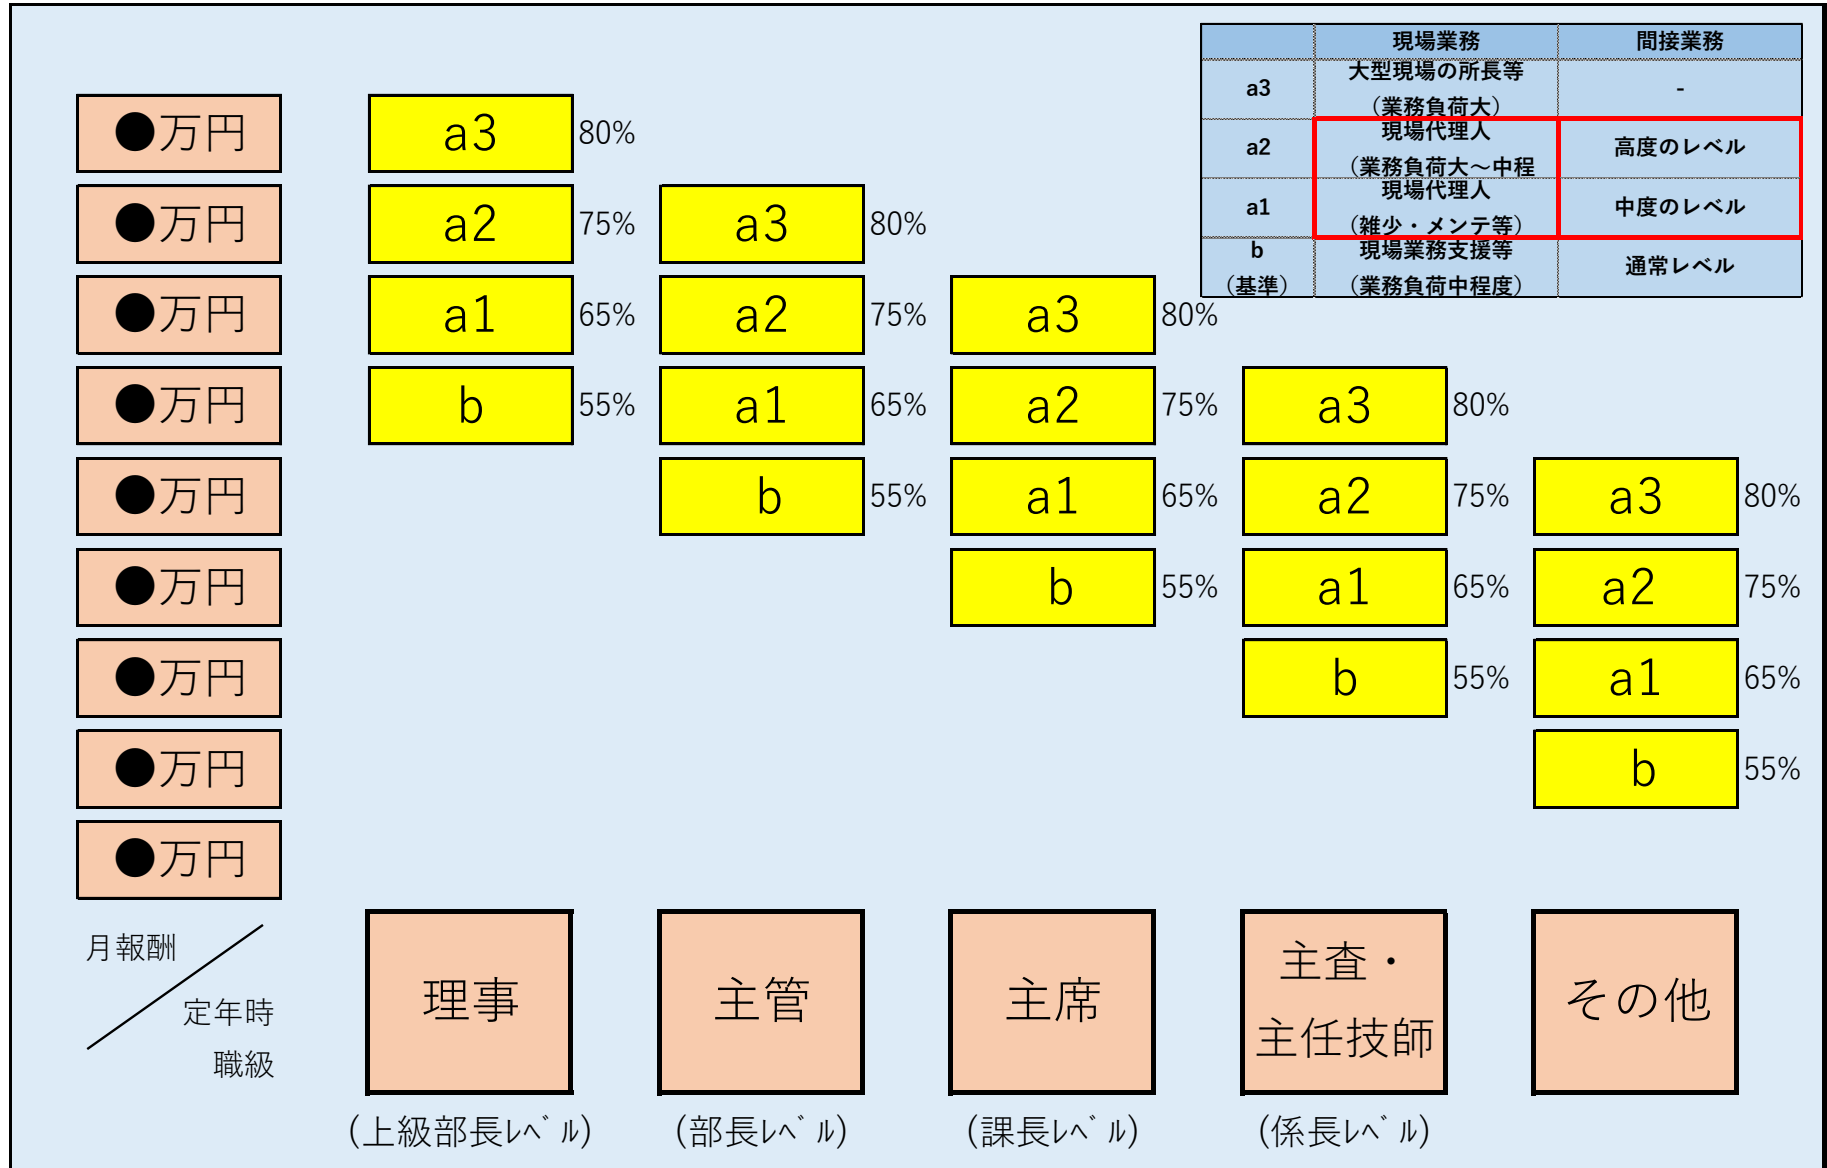 現場業務 間接業務
a3 大型現場の所長等 -
(業務負荷大)
a2 現場代理人 高度のレベル
(業務負荷大~中程
a1 現場代理人 中度のレベル
(雑少・メンテ等)
b 現場業務支援等 通常レベル
(基準) (業務負荷中程度)
●万円 a3 80%
●万円 a2 75% a3 80%
●万円 a1 65% a2 75% a3 80%
●万円 b 55% a1 65% a2 75% a3 80%
●万円 b 55% a1 65% a2 75% a3 80%
●万円 b 55% a1 65% a2 75%
●万円 b 55% a1 65%
●万円 b 55%
●万円
月報酬
定年時
職級
理事 主管 主席 主査・ その他
主任技師
(上級部長ﾚﾍﾞﾙ) (部長ﾚﾍﾞﾙ) (課長ﾚﾍﾞﾙ) (係長ﾚﾍﾞﾙ)